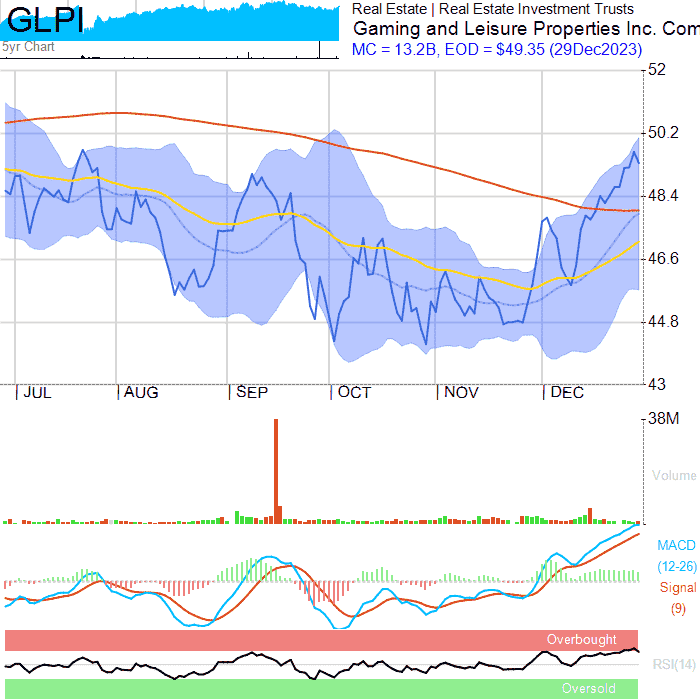 GLPI
Real Estate | Real Estate Investment Trusts
Gaming and Leisure Properties Inc. Com
5yr Chart
MC = 13.2B, EOD = $49.35 (29Dec2023)
52
50.2
48.4
46.6
44.8
43
JUL
AUG
SEP
OCT
NOV
DEC
38M
Volume
MACD
(12-26)
Signal
(9)
Overbought
RSI(14)
Oversold